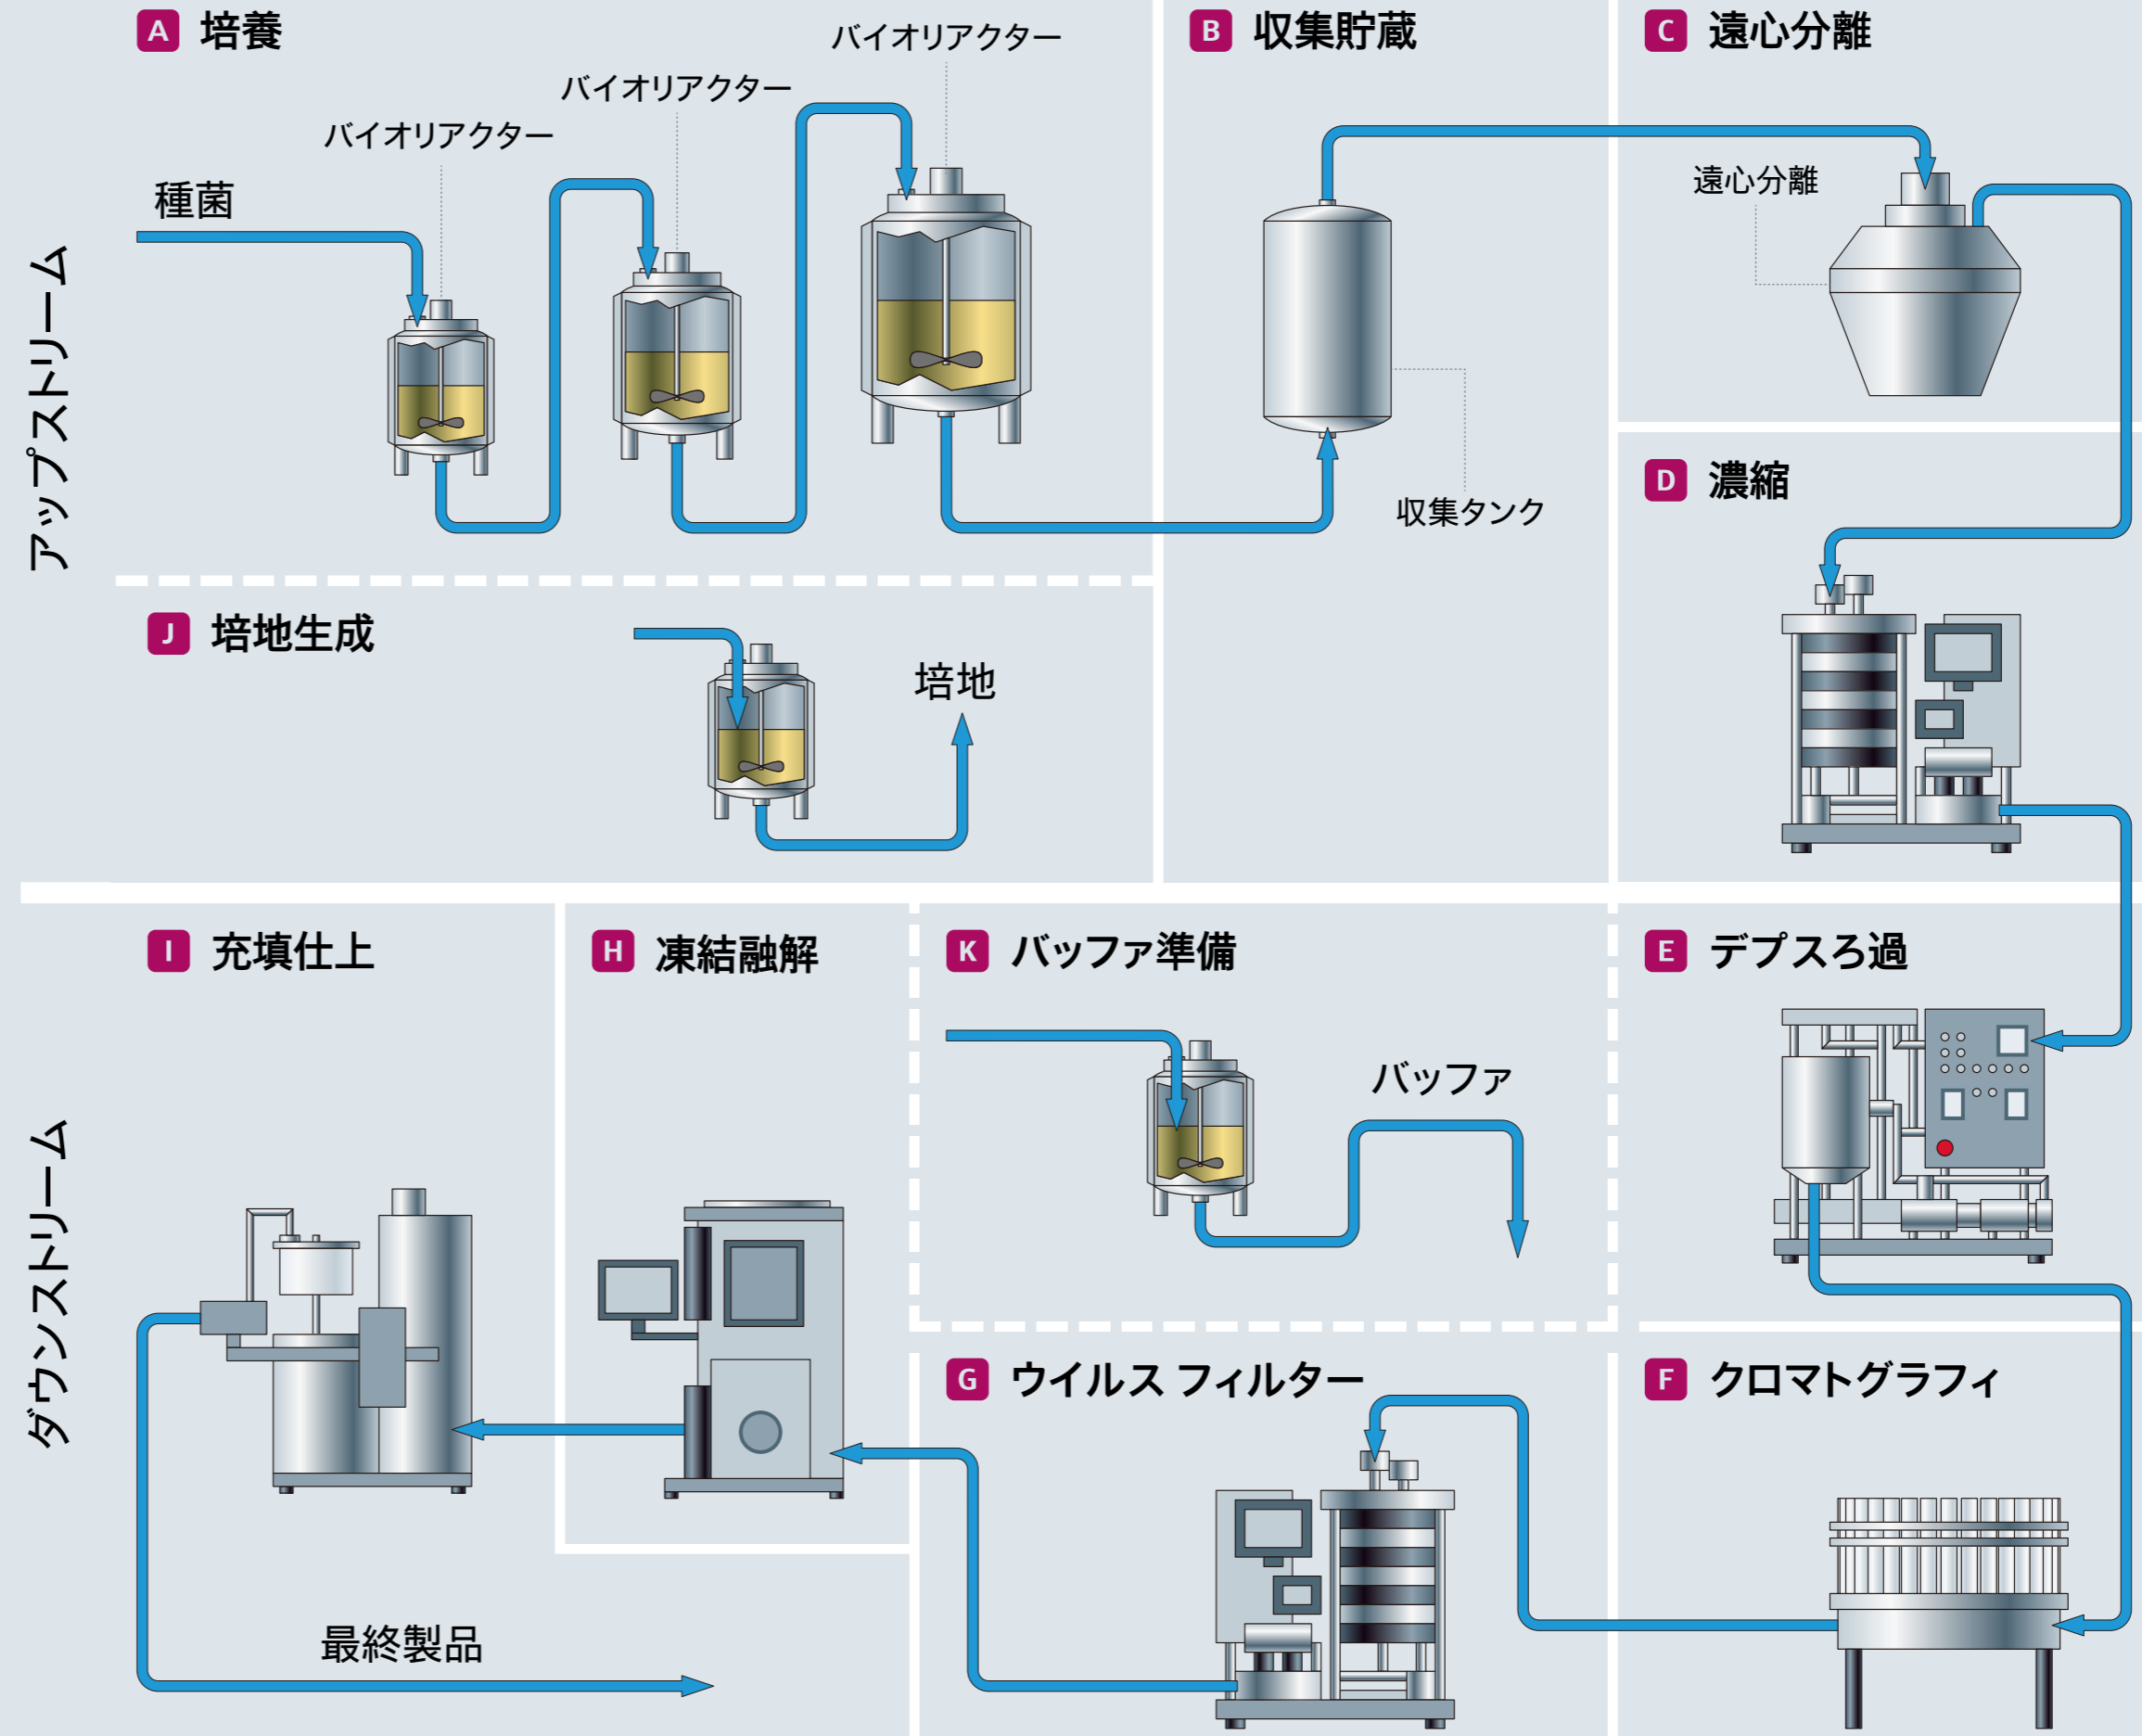 アップストリーム
A 培養
種菌
バイオリアクター
バイオリアクター
バイオリアクター
B 収集貯蔵
収集タンク
C 遠心分離
遠心分離
D 濃縮
J 培地生成
培地
ダウンストリーム
I 充填仕上
最終製品
H 凍結融解
K バッファ準備
バッファ
E デプスろ過
G ウイルス フィルター
F クロマトグラフィ